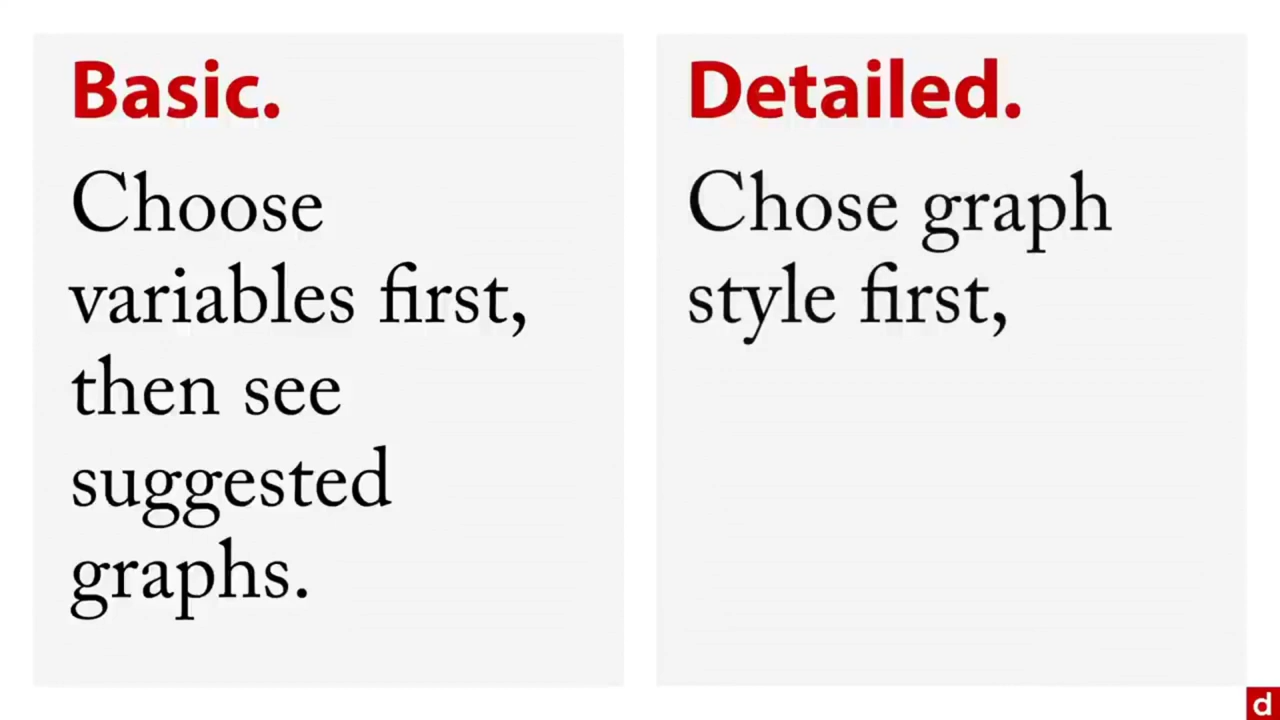 Basic.
Choose
variables first,
then see
suggested
graphs.
Detailed.
Chose graph
style first,
d